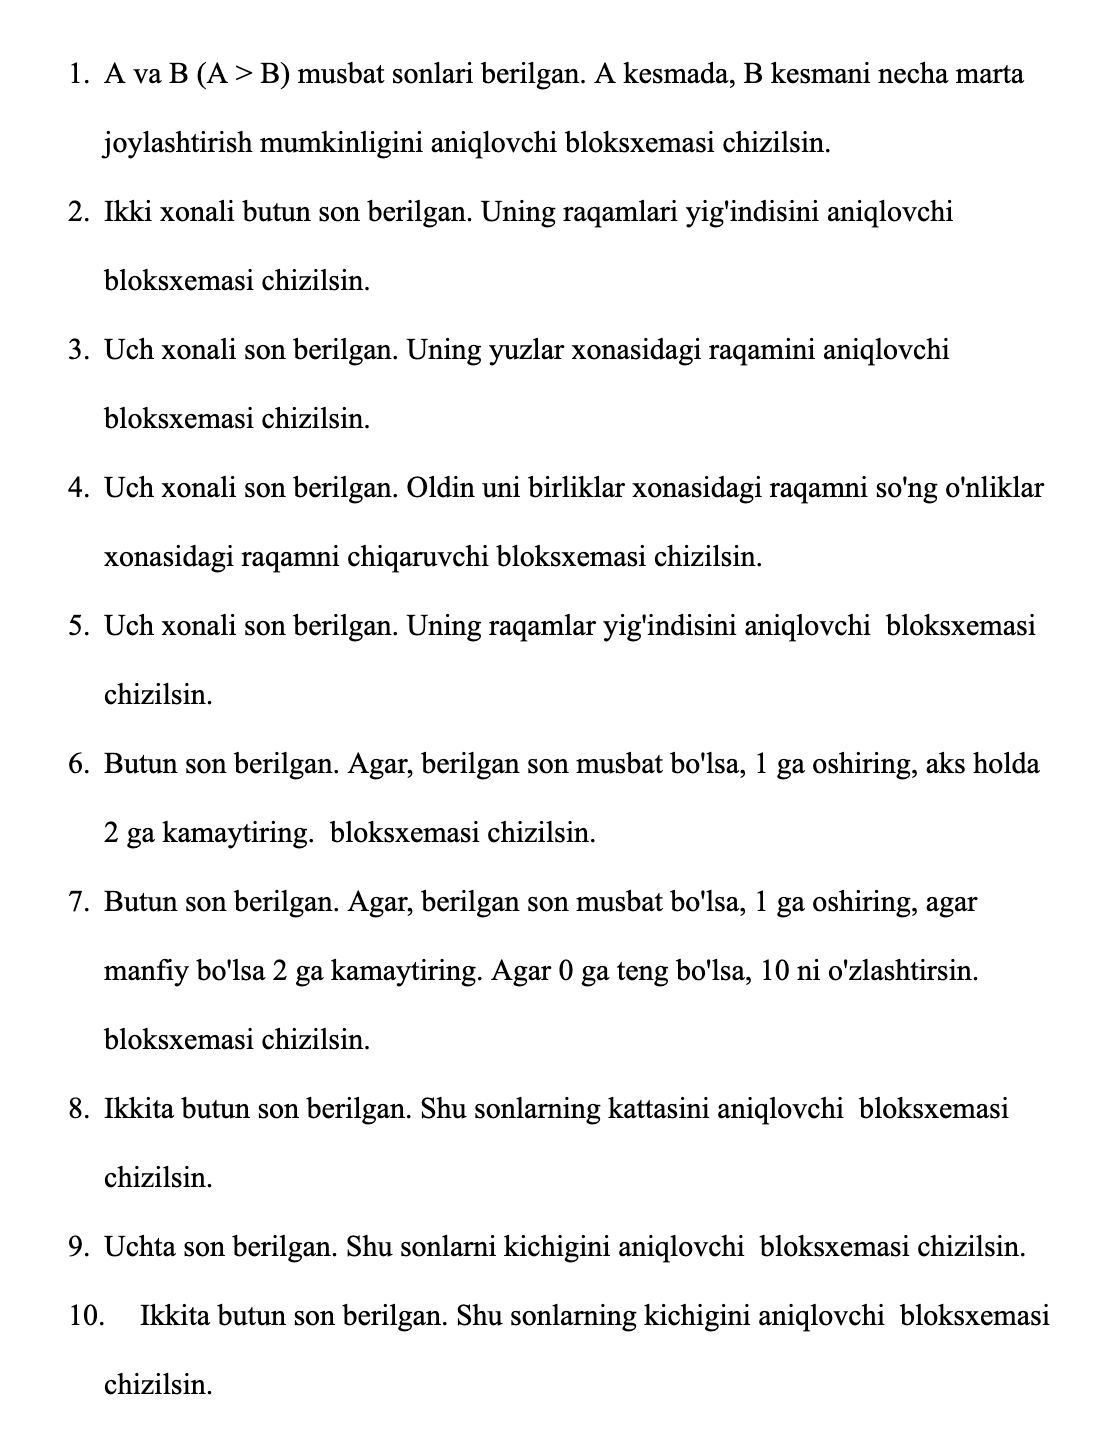 1. A va B (A > B) musbat sonlari berilgan. A kesmada, B kesmani necha marta
joylashtirish mumkinligini aniqlovchi bloksxemasi chizilsin.
2. Ikki xonali butun son berilgan. Uning raqamlari yig'indisini aniqlovchi
bloksxemasi chizilsin.
3. Uch xonali son berilgan. Uning yuzlar xonasidagi raqamini aniqlovchi
bloksxemasi chizilsin.
4. Uch xonali son berilgan. Oldin uni birliklar xonasidagi raqamni so'ng o'nliklar
xonasidagi raqamni chiqaruvchi bloksxemasi chizilsin.
5. Uch xonali son berilgan. Uning raqamlar yig'indisini aniqlovchi  bloksxemasi
chizilsin.
6. Butun son berilgan. Agar, berilgan son musbat bo'lsa, 1 ga oshiring, aks holda
2 ga kamaytiring.  bloksxemasi chizilsin.
7. Butun son berilgan. Agar, berilgan son musbat bo'lsa, 1 ga oshiring, agar
manfiy bo'lsa 2 ga kamaytiring. Agar 0 ga teng bo'lsa, 10 ni o'zlashtirsin.
bloksxemasi chizilsin.
8. Ikkita butun son berilgan. Shu sonlarning kattasini aniqlovchi  bloksxemasi
chizilsin.
9. Uchta son berilgan. Shu sonlarni kichigini aniqlovchi  bloksxemasi chizilsin.
10. Ikkita butun son berilgan. Shu sonlarning kichigini aniqlovchi  bloksxemasi
chizilsin.